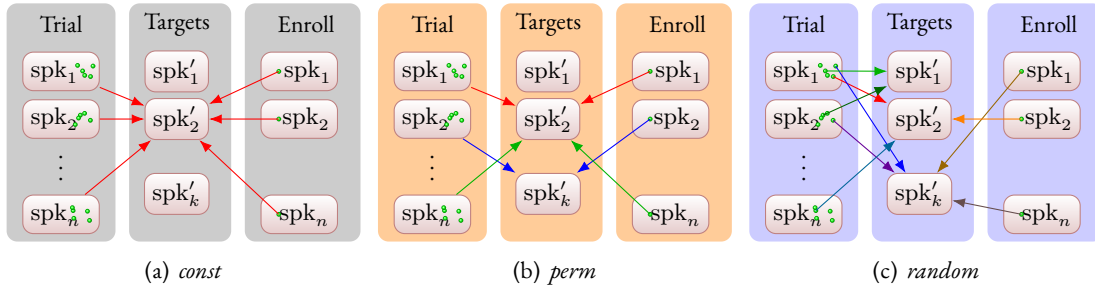 Trial Targets Enroll
spk₁ spk′₁ spk₁
spk₂ spk′₂ spk₂
⋮ ⋮
spkₙ spk′ₖ spkₙ
(a) const
Trial Targets Enroll
spk₁ spk′₁ spk₁
spk₂ spk′₂ spk₂
⋮ ⋮
spkₙ spk′ₖ spkₙ
(b) perm
Trial Targets Enroll
spk₁ spk′₁ spk₁
spk₂ spk′₂ spk₂
⋮ ⋮
spkₙ spk′ₖ spkₙ
(c) random